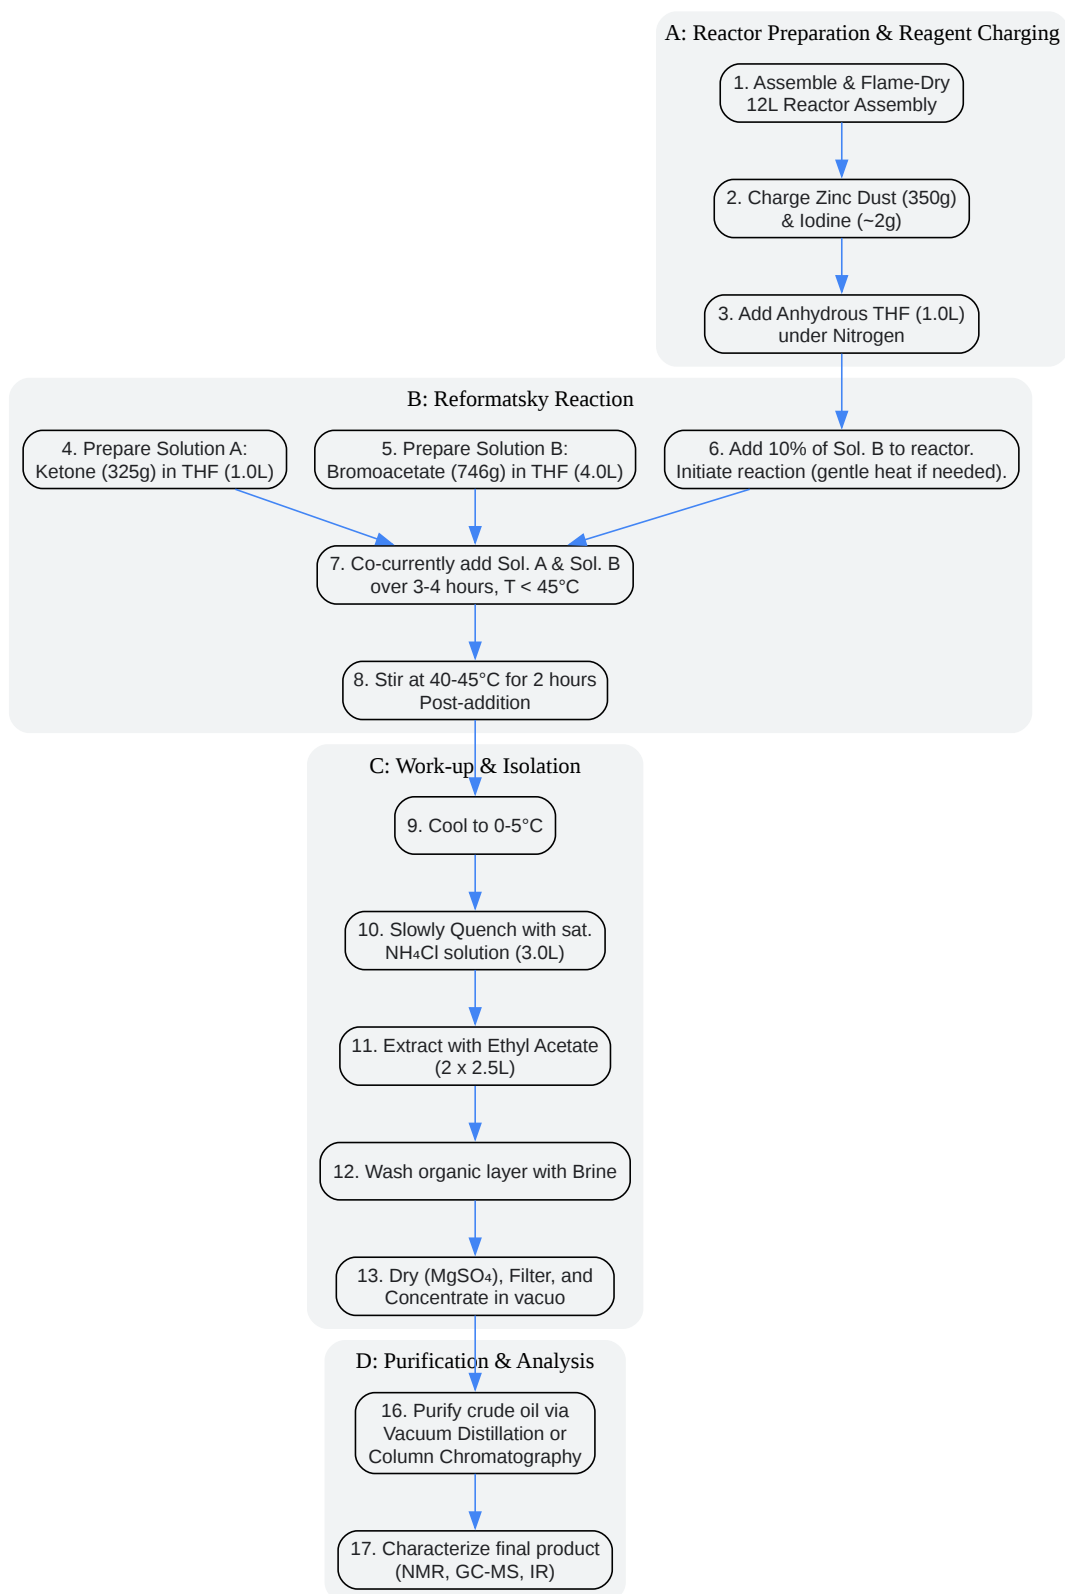 A: Reactor Preparation & Reagent Charging
1. Assemble & Flame-Dry
12L Reactor Assembly
2. Charge Zinc Dust (350g)
& Iodine (~2g)
3. Add Anhydrous THF (1.0L)
under Nitrogen
B: Reformatsky Reaction
4. Prepare Solution A:
Ketone (325g) in THF (1.0L)
5. Prepare Solution B:
Bromoacetate (746g) in THF (4.0L)
6. Add 10% of Sol. B to reactor.
Initiate reaction (gentle heat if needed).
7. Co-currently add Sol. A & Sol. B
over 3-4 hours, T < 45°C
8. Stir at 40-45°C for 2 hours
Post-addition
C: Work-up & Isolation
9. Cool to 0-5°C
10. Slowly Quench with sat.
NH₄Cl solution (3.0L)
11. Extract with Ethyl Acetate
(2 x 2.5L)
12. Wash organic layer with Brine
13. Dry (MgSO₄), Filter, and
Concentrate in vacuo
D: Purification & Analysis
16. Purify crude oil via
Vacuum Distillation or
Column Chromatography
17. Characterize final product
(NMR, GC-MS, IR)